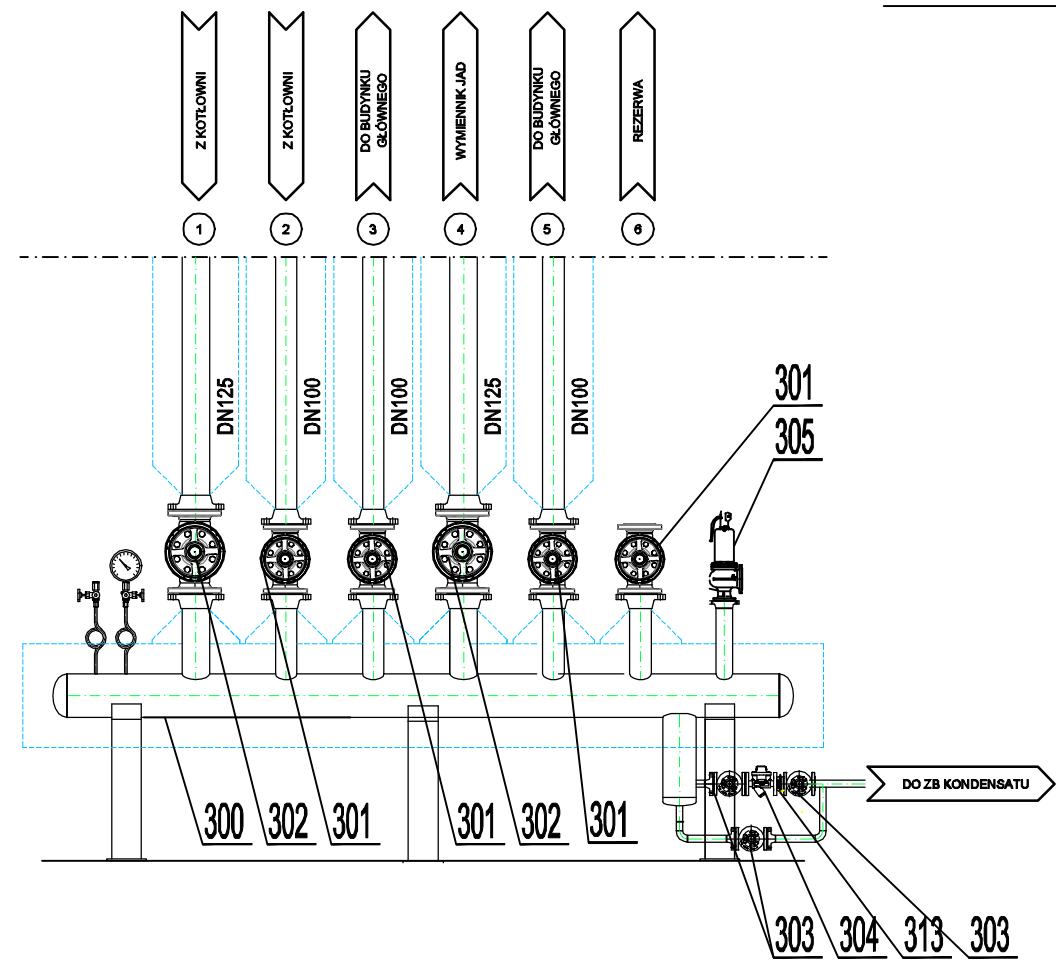 Z KOTŁOWNI
Z KOTŁOWNI
DO BUDYNKU
GŁÓWNEGO
WYMIENNIK JAD
DO BUDYNKU
GŁÓWNEGO
REZERWA
1
2
3
4
5
6
DN125
DN100
DN100
DN125
DN100
301
305
DO ZB KONDENSATU
300
302
301
301
302
301
303
304
313
303